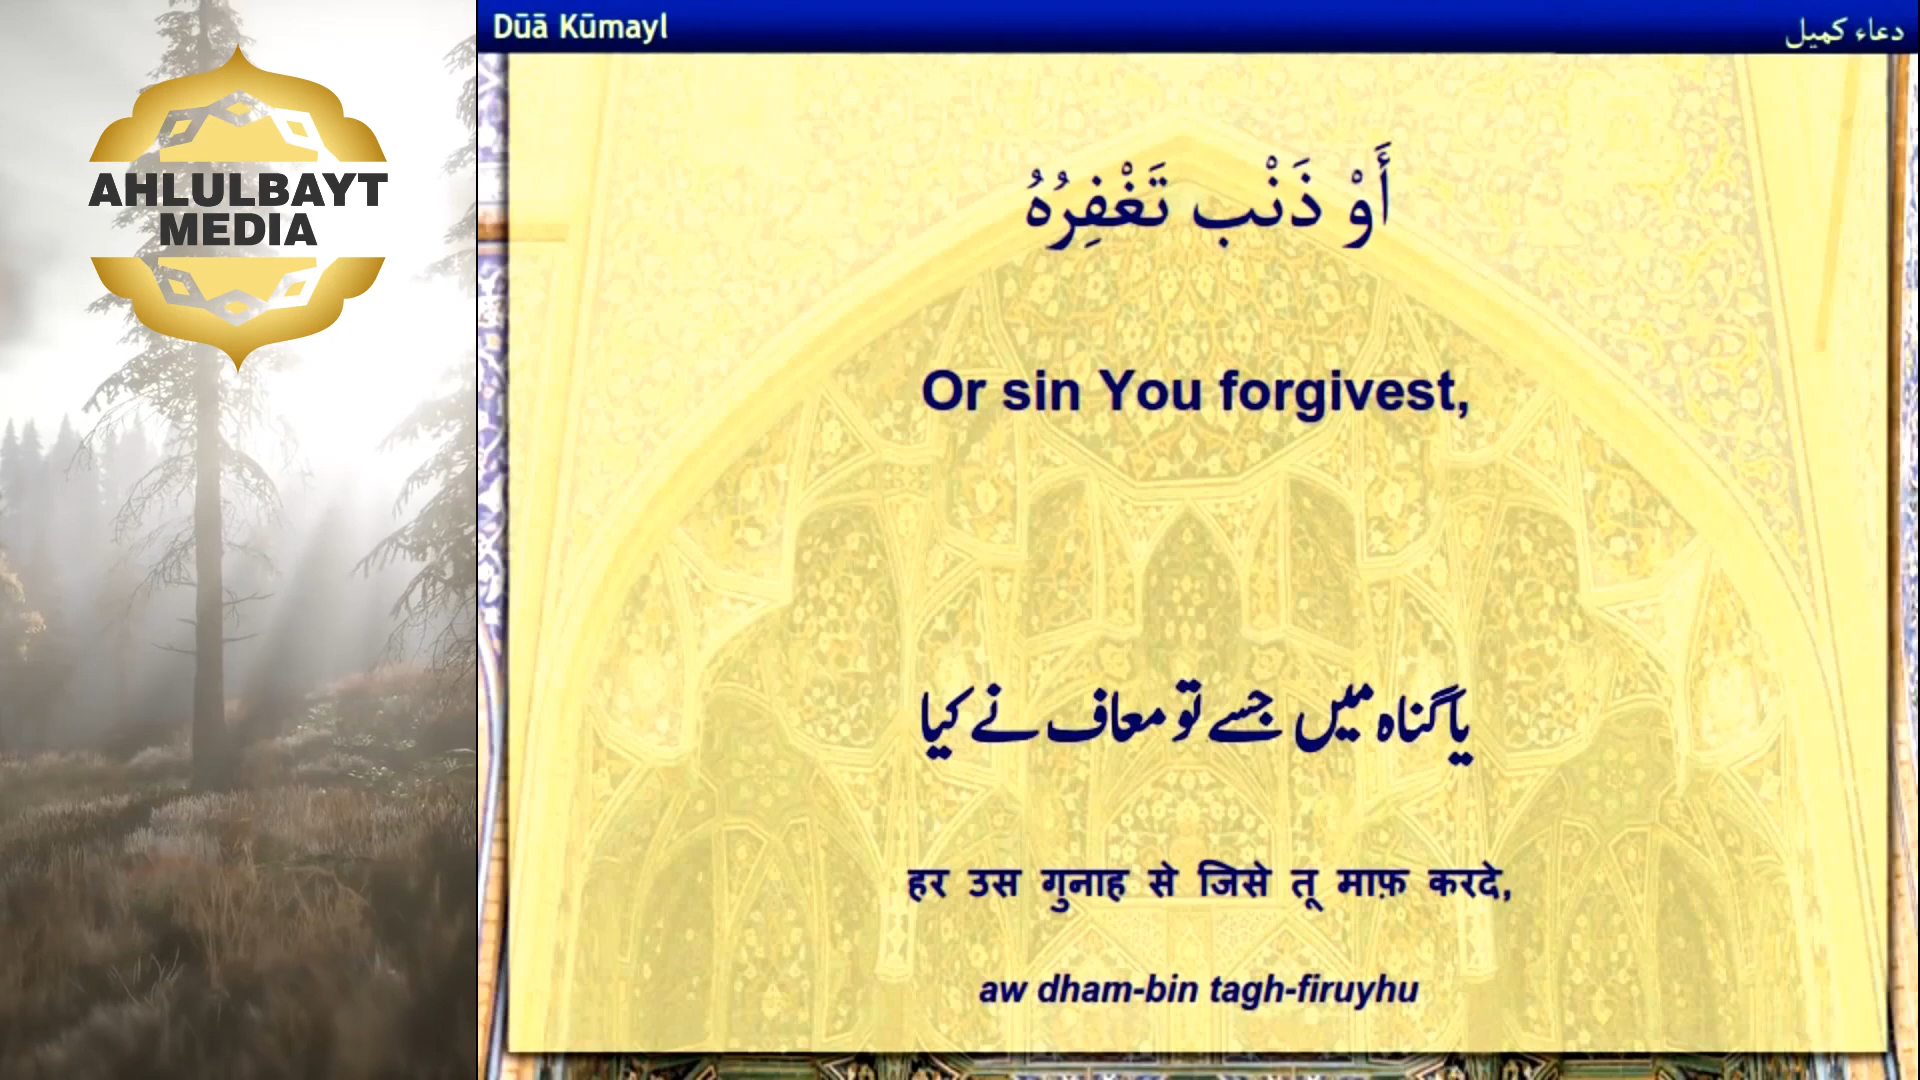 AHLULBAYT
MEDIA
Dūā Kūmayl
دعاء كميل
أَوْ ذَنْب تَغْفِرُهُ
Or sin You forgivest,
یا گناہ میں جسے تو معاف نے کیا
हर उस गुनाह से जिसे तू माफ़ करदे,
aw dham-bin tagh-firuyhu